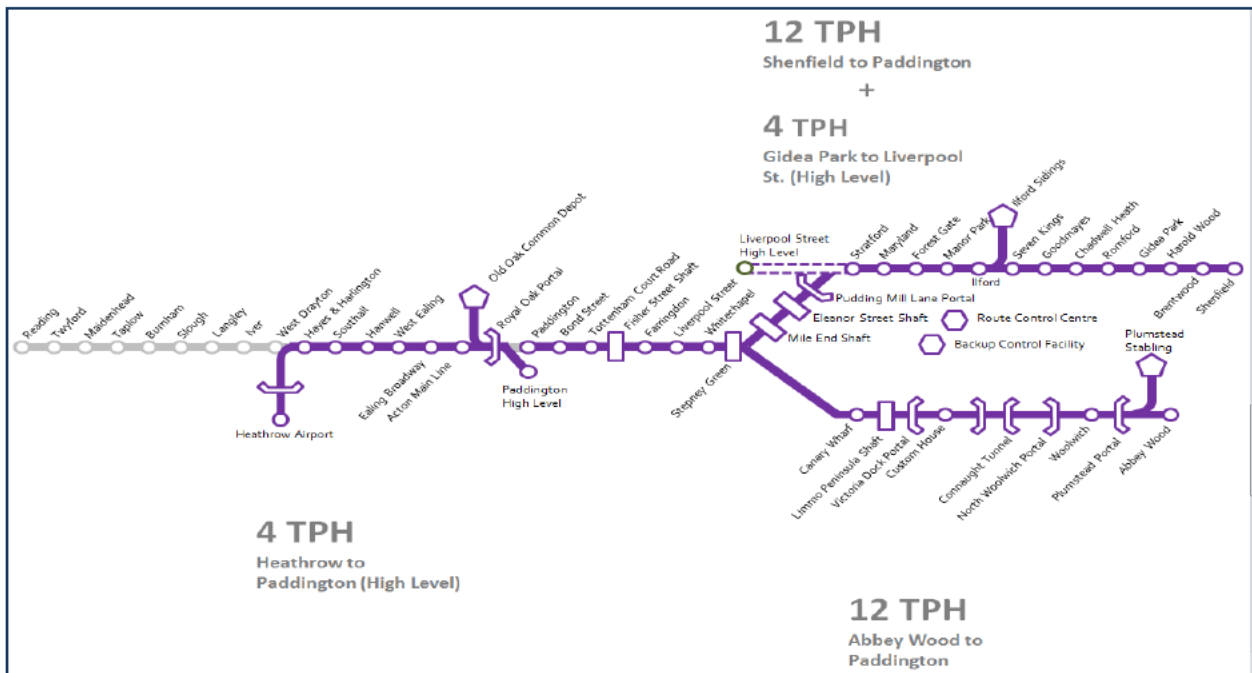 12 TPH
Shenfield to Paddington
+
4 TPH
Gidea Park to Liverpool
St. (High Level)
Reading
Twyford
Maidenhead
Taplow
Burnham
Slough
Langley
Iver
West Drayton
Hayes & Harlington
Southall
Hanwell
West Ealing
Ealing Broadway
Acton Main Line
Old Oak Common Depot
Royal Oak Portal
Paddington
Bond Street
Tottenham Court Road
Fisher Street Shaft
Farringdon
Liverpool Street
Whitechapel
Stepney Green
Heathrow Airport
Paddington
High Level
Liverpool Street
High Level
Stratford
Maryland
Forest Gate
Manor Park
Ilford
Ilford Sidings
Seven Kings
Goodmayes
Chadwell Heath
Romford
Gidea Park
Harold Wood
Brentwood
Shenfield
Pudding Mill Lane Portal
Eleanor Street Shaft
Mile End Shaft
Route Control Centre
Backup Control Facility
Plumstead
Stabling
Canary Wharf
Limmo Peninsula Shaft
Victoria Dock Portal
Custom House
Connaught Tunnel
North Woolwich Portal
Woolwich
Plumstead Portal
Abbey Wood
4 TPH
Heathrow to
Paddington (High Level)
12 TPH
Abbey Wood to
Paddington